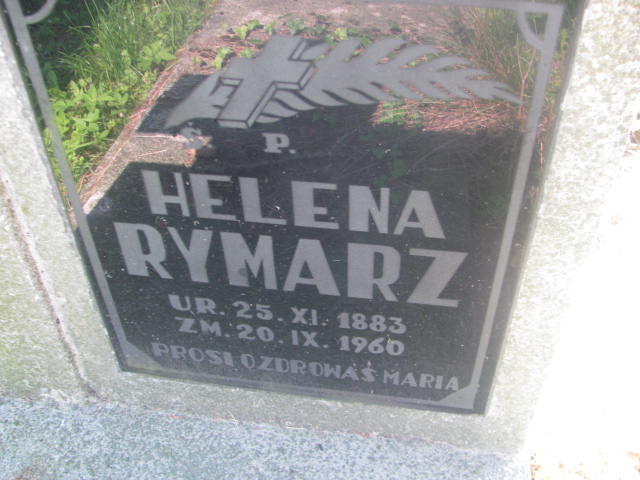 Ś. P.
HELENA
RYMARZ
UR. 25. XI. 1883
ZM. 20. IX. 1960
PROSI O ZDROWAŚ MARIA